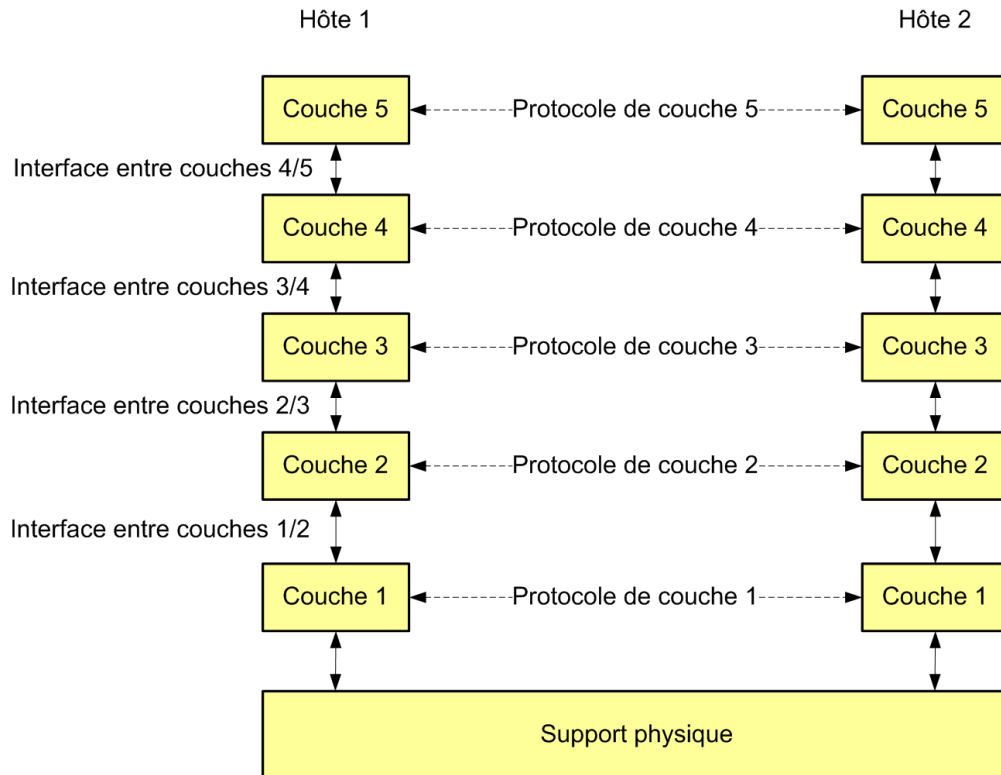 Hôte 1
Hôte 2
Couche 5
Protocole de couche 5
Couche 5
Interface entre couches 4/5
Couche 4
Protocole de couche 4
Couche 4
Interface entre couches 3/4
Couche 3
Protocole de couche 3
Couche 3
Interface entre couches 2/3
Couche 2
Protocole de couche 2
Couche 2
Interface entre couches 1/2
Couche 1
Protocole de couche 1
Couche 1
Support physique